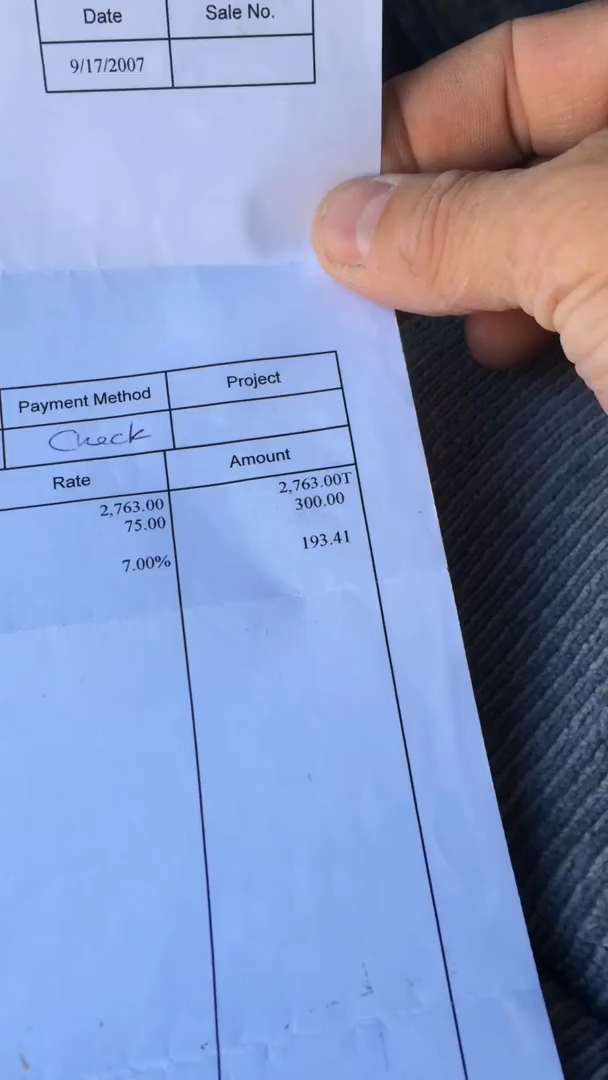 Date Sale No.
9/17/2007
Payment Method Project
Check
Rate Amount
2,763.00 2,763.00T
75.00 300.00
7.00% 193.41